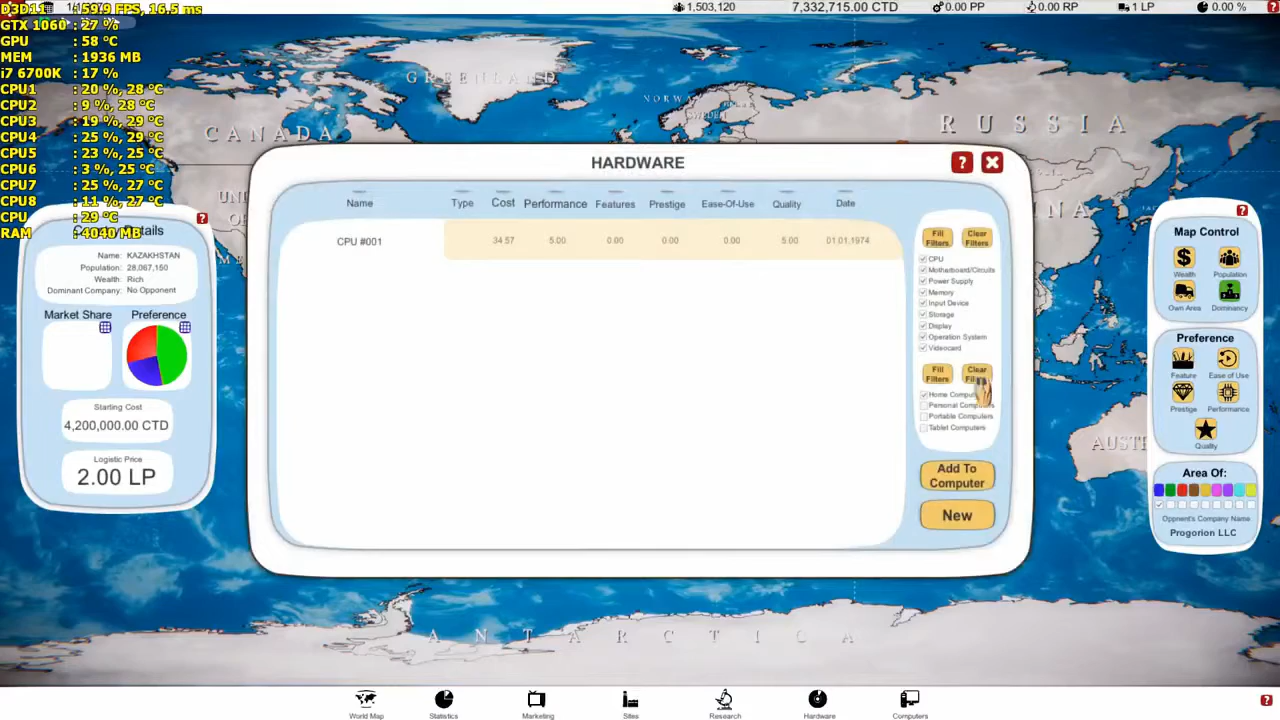 D3D11 : 59.9 FPS, 16.5 ms
GTX 1060 : 27 %
GPU : 58 °C
MEM : 1936 MB
i7 6700K : 17 %
CPU1 : 20 %, 28 °C
CPU2 : 9 %, 28 °C
CPU3 : 19 %, 29 °C
CPU4 : 25 %, 29 °C
CPU5 : 23 %, 25 °C
CPU6 : 3 %, 25 °C
CPU7 : 25 %, 27 °C
CPU8 : 11 %, 27 °C
CPU : 29 °C
RAM : 4040 MB
1,503,120
7,332,715.00 CTD
0.00 PP
0.00 RP
1 LP
0.00 %
GREENLAND
CANADA
NORW
SWEDEN
RUSSIA
AUST
ANTARCTICA
Name: KAZAKHSTAN
Population: 28,067,150
Wealth: Rich
Dominant Company: No Opponent
Market Share
Preference
Starting Cost
4,200,000.00 CTD
Logistic Price
2.00 LP
HARDWARE
? ✖
Name Type Cost Performance Features Prestige Ease-Of-Use Quality Date
CPU #001 34.57 5.00 0.00 0.00 0.00 5.00 01.01.1974
Fill Filters
Clear Filters
CPU
Motherboard/Circuits
Power Supply
Memory
Input Device
Storage
Display
Operation System
Videocard
Fill Filters
Clear
Home Compu
Personal Computers
Portable Computers
Tablet Computers
Add To Computer
New
Map Control
Wealth
Population
Own Area
Dominancy
Preference
Feature
Ease of Use
Prestige
Performance
Quality
Area Of:
Oppnent's Company Name
Progorion LLC
World Map
Statistics
Marketing
Sites
Research
Hardware
Computers